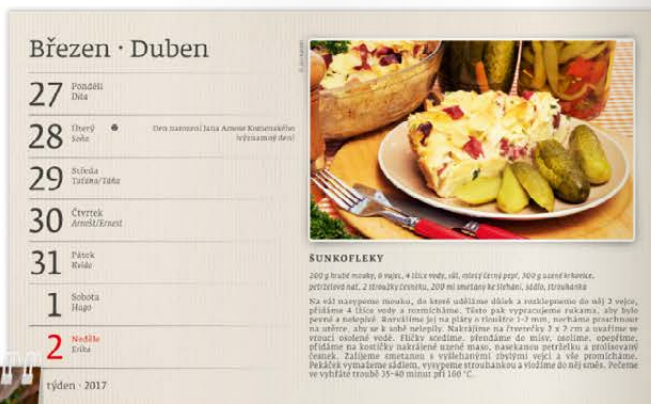 Březen · Duben
27 Pondělí
Dita
28 Úterý
Soňa
Den narození Jana Amose Komenského
(významný den)
29 Středa
Taťána/Táňa
30 Čtvrtek
Arnošt/Ernest
31 Pátek
Kvido
1 Sobota
Hugo
2 Neděle
Erika
týden · 2017
ŠUNKOFLEKY
200 g hrubé mouky, 6 vajec, 4 lžíce vody, sůl, mletý černý pepř, 300 g uzené krkovice,
petrželová nať, 2 stroužky česneku, 200 ml smetany ke šlehání, sádlo, strouhanka
Na vál nasypeme mouku, do které uděláme důlek a rozklepneme do něj 2 vejce,
přidáme 4 lžíce vody a rozmícháme. Těsto pak vypracujeme rukama, aby bylo
pevné a nelepivé. Rozválíme jej na pláty o tloušťce 1-2 mm, necháme proschnout
na utěrce, aby se k sobě nelepily. Nakrájíme na čtverečky 2 x 2 cm a uvaříme ve
vroucí osolené vodě. Flíčky scedíme, přendáme do mísy, osolíme, opepříme,
přidáme na kostičky nakrájené uzené maso, nasekanou petrželku a prolisovaný
česnek. Zalijeme smetanou s vyšlehanými zbylými vejci a vše promícháme.
Pekáček vymažeme sádlem, vysypeme strouhankou a vložíme do něj směs. Pečeme
ve vyhřáté troubě 35-40 minut při 160 °C.